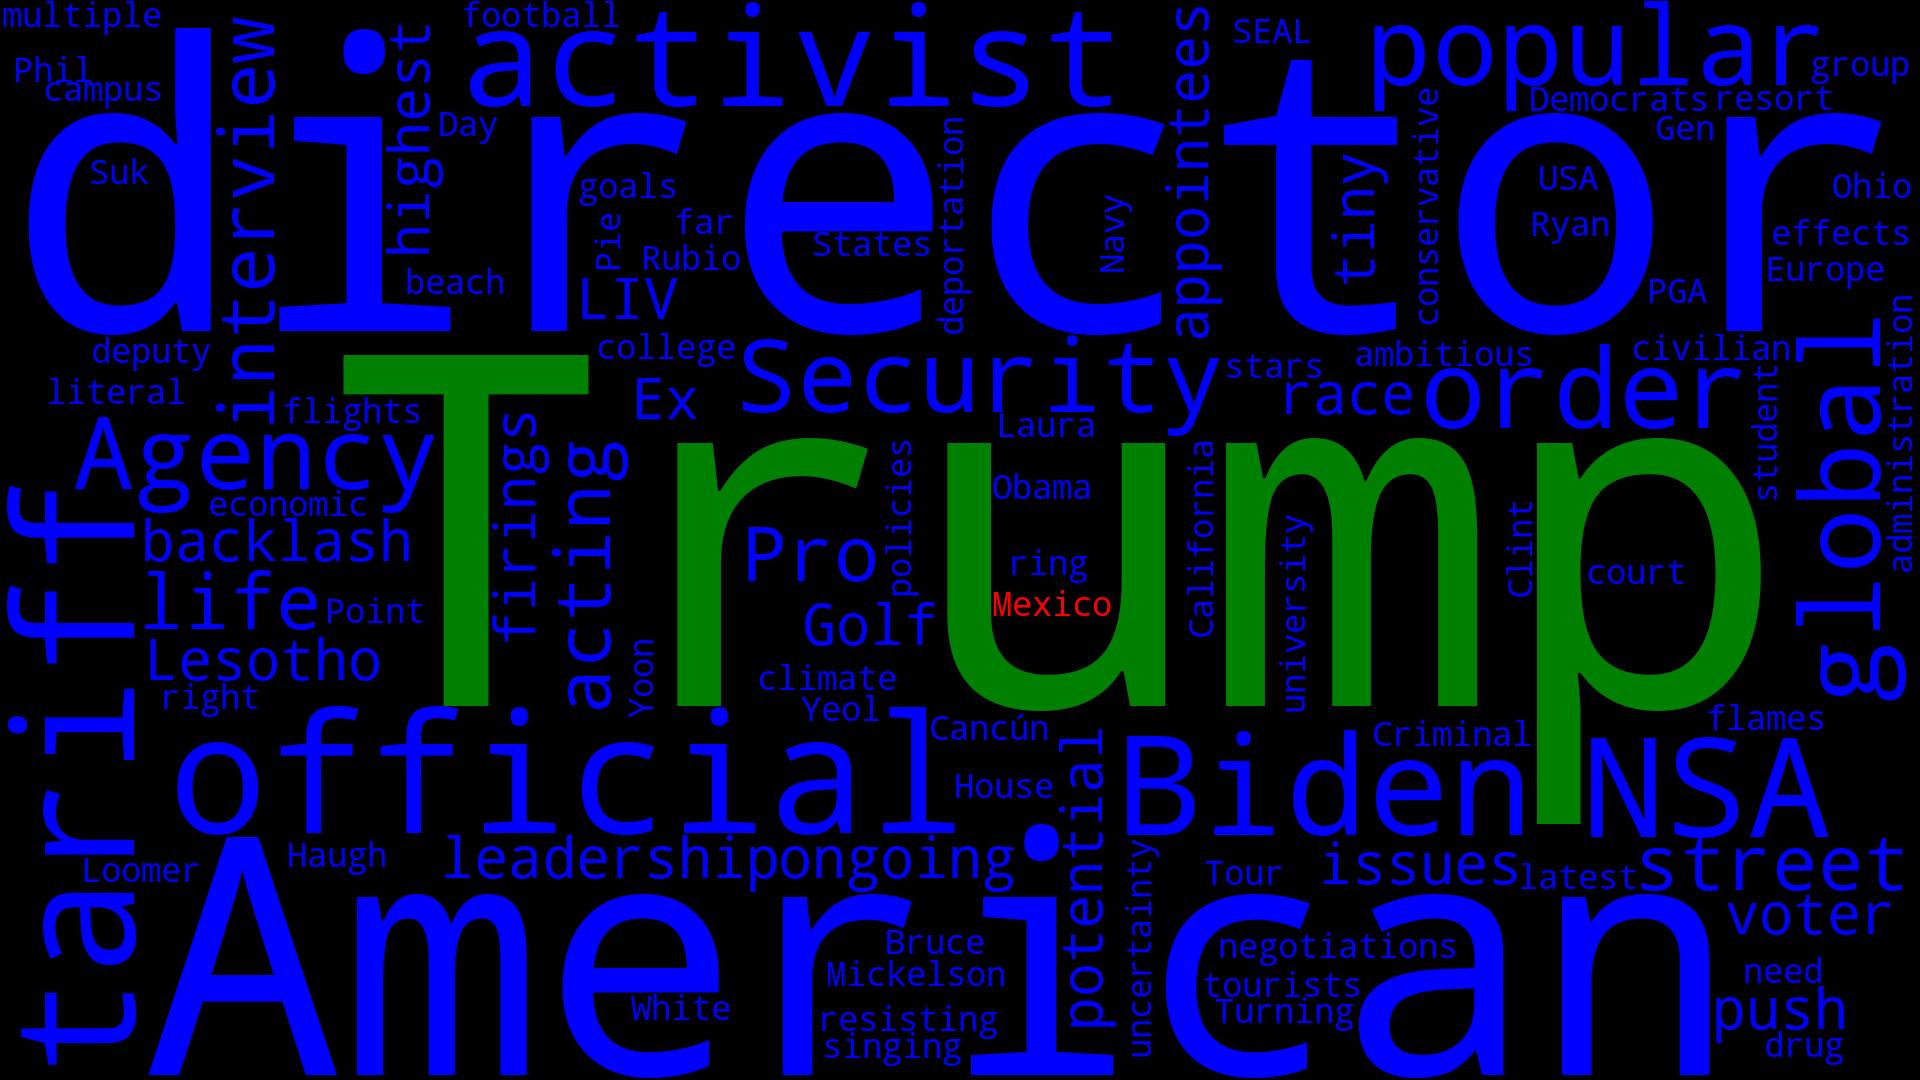 multiple
football
activist
SEAL
popular
group
Phil
campus
interview
highest
appointees
director
Day
Democrats
resort
Gen
Suk
goals
deportation
Navy
tiny
conservative
USA
Ohio
Pie
far
Rubio
States
Ryan
effects
beach
LIV
PGA
Europe
deputy
college
Security
stars
ambitious
civilian
global
administration
literal
flights
Ex
race
order
student
Agency
firings
acting
Laura
Trump
tariff
economic
policies
Obama
California
university
Clint
backlash
Pro
ring
court
life
Point
Golf
Mexico
Lesotho
Yoon
climate
right
Yeol
Cancún
flames
official
potential
Biden
Criminal
NSA
House
Loomer
Haugh
leadership
ongoing
uncertainty
Tour
issues
latest
street
American
voter
Bruce
negotiations
Mickelson
tourists
need
White
resisting
Turning
push
singing
drug